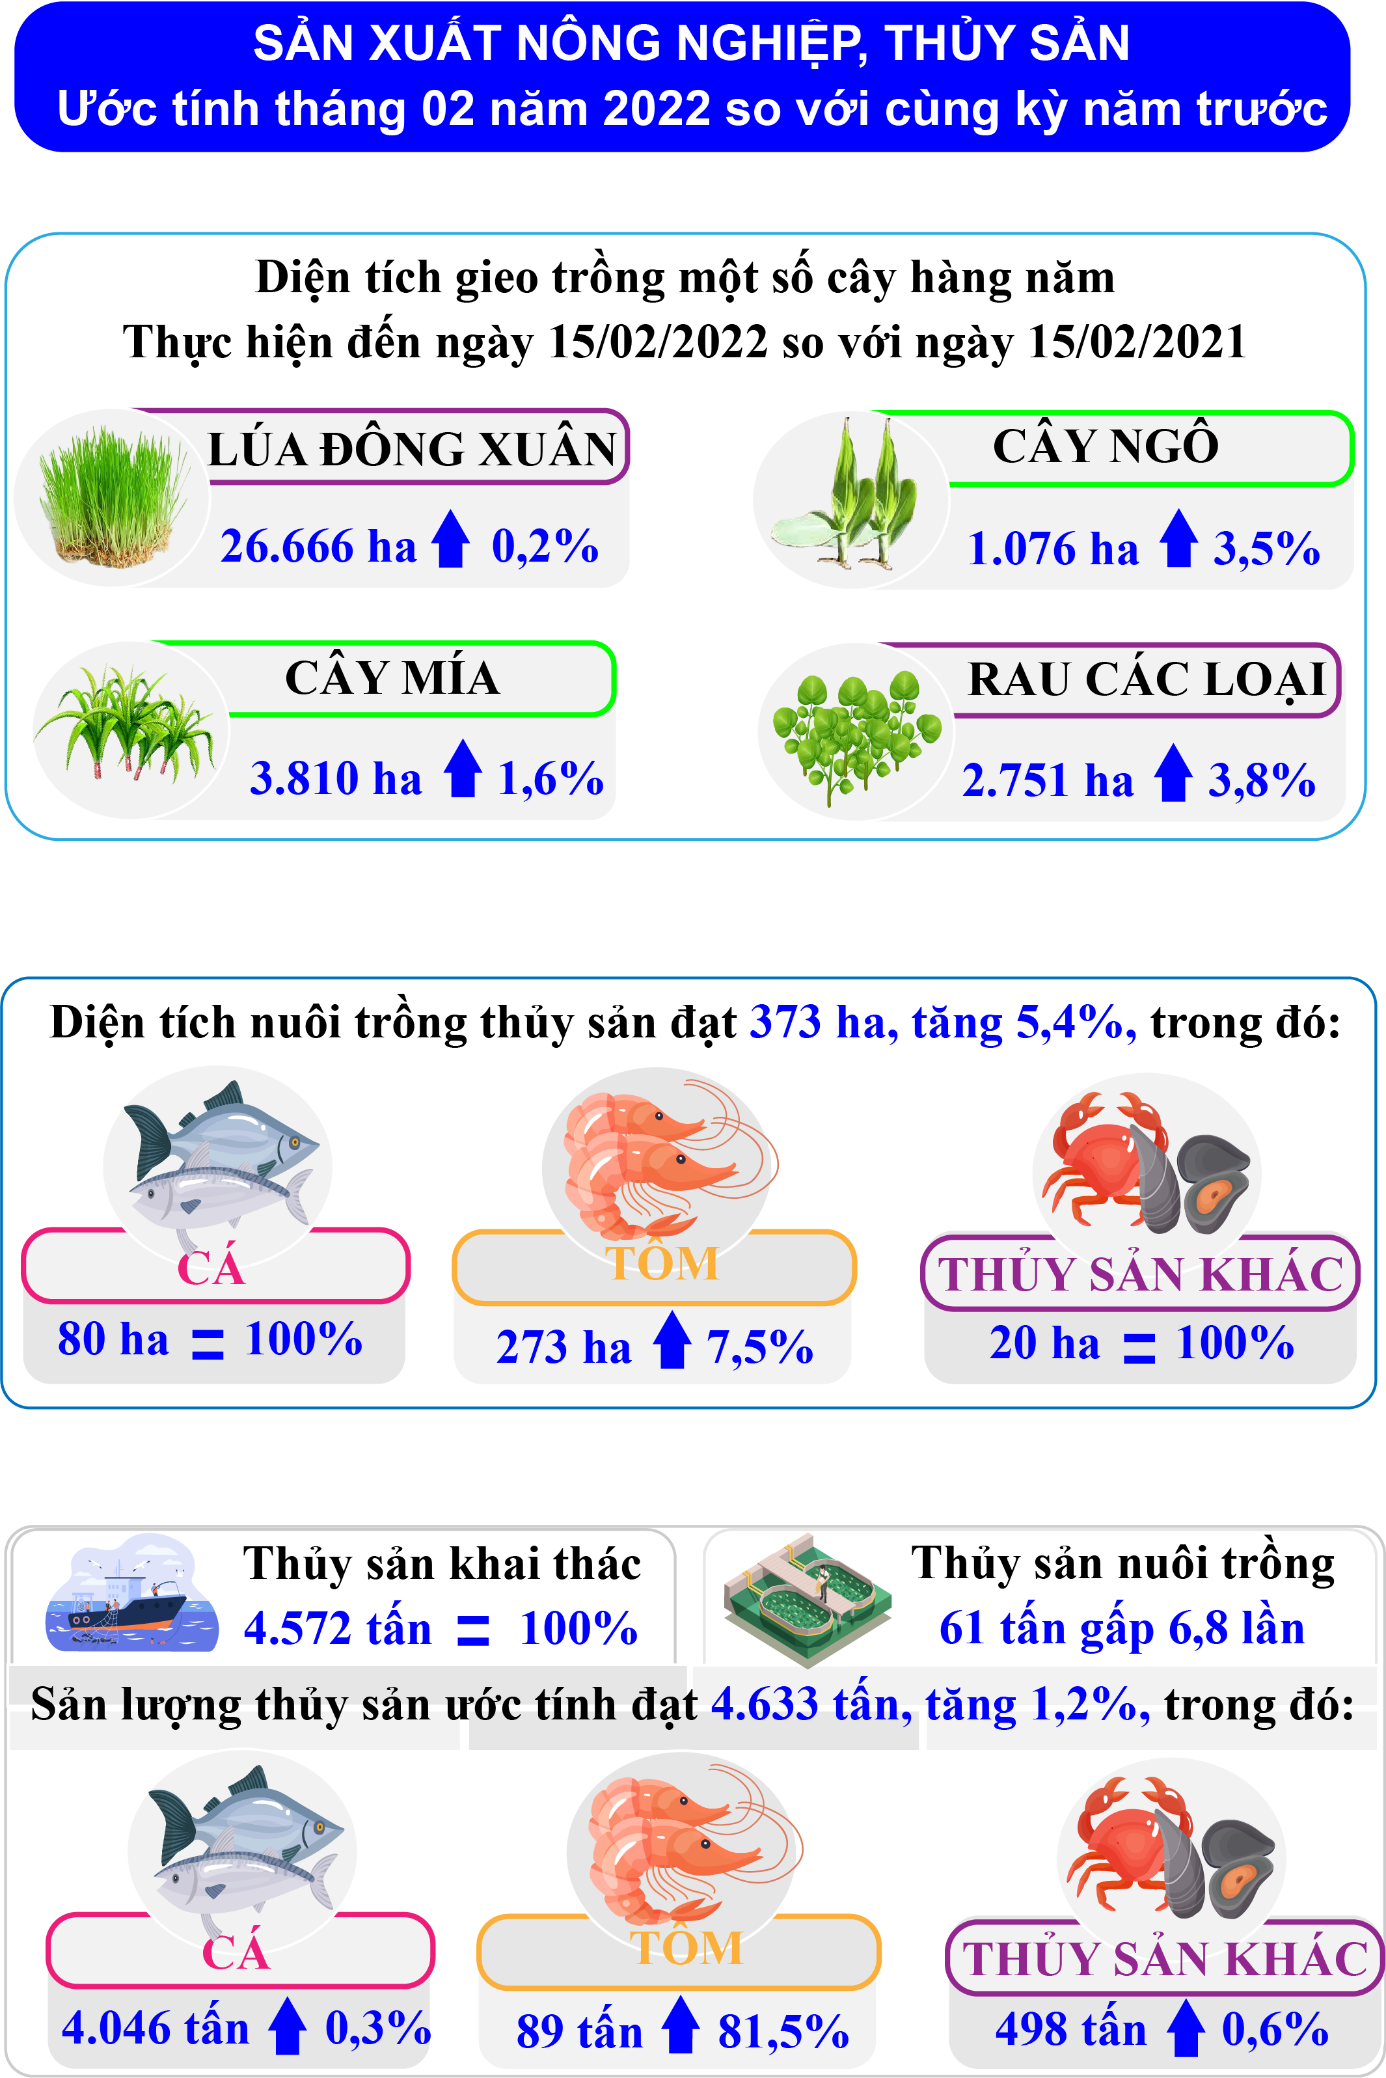 SẢN XUẤT NÔNG NGHIỆP, THỦY SẢN
Ước tính tháng 02 năm 2022 so với cùng kỳ năm trước
Diện tích gieo trồng một số cây hàng năm
Thực hiện đến ngày 15/02/2022 so với ngày 15/02/2021
LÚA ĐÔNG XUÂN
26.666 ha 0,2%
CÂY NGÔ
1.076 ha 3,5%
CÂY MÍA
3.810 ha 1,6%
RAU CÁC LOẠI
2.751 ha 3,8%
Diện tích nuôi trồng thủy sản đạt 373 ha, tăng 5,4%, trong đó:
CÁ
80 ha = 100%
TÔM
273 ha 7,5%
THỦY SẢN KHÁC
20 ha = 100%
Thủy sản khai thác
4.572 tấn = 100%
Thủy sản nuôi trồng
61 tấn gấp 6,8 lần
Sản lượng thủy sản ước tính đạt 4.633 tấn, tăng 1,2%, trong đó:
CÁ
4.046 tấn 0,3%
TÔM
89 tấn 81,5%
THỦY SẢN KHÁC
498 tấn 0,6%